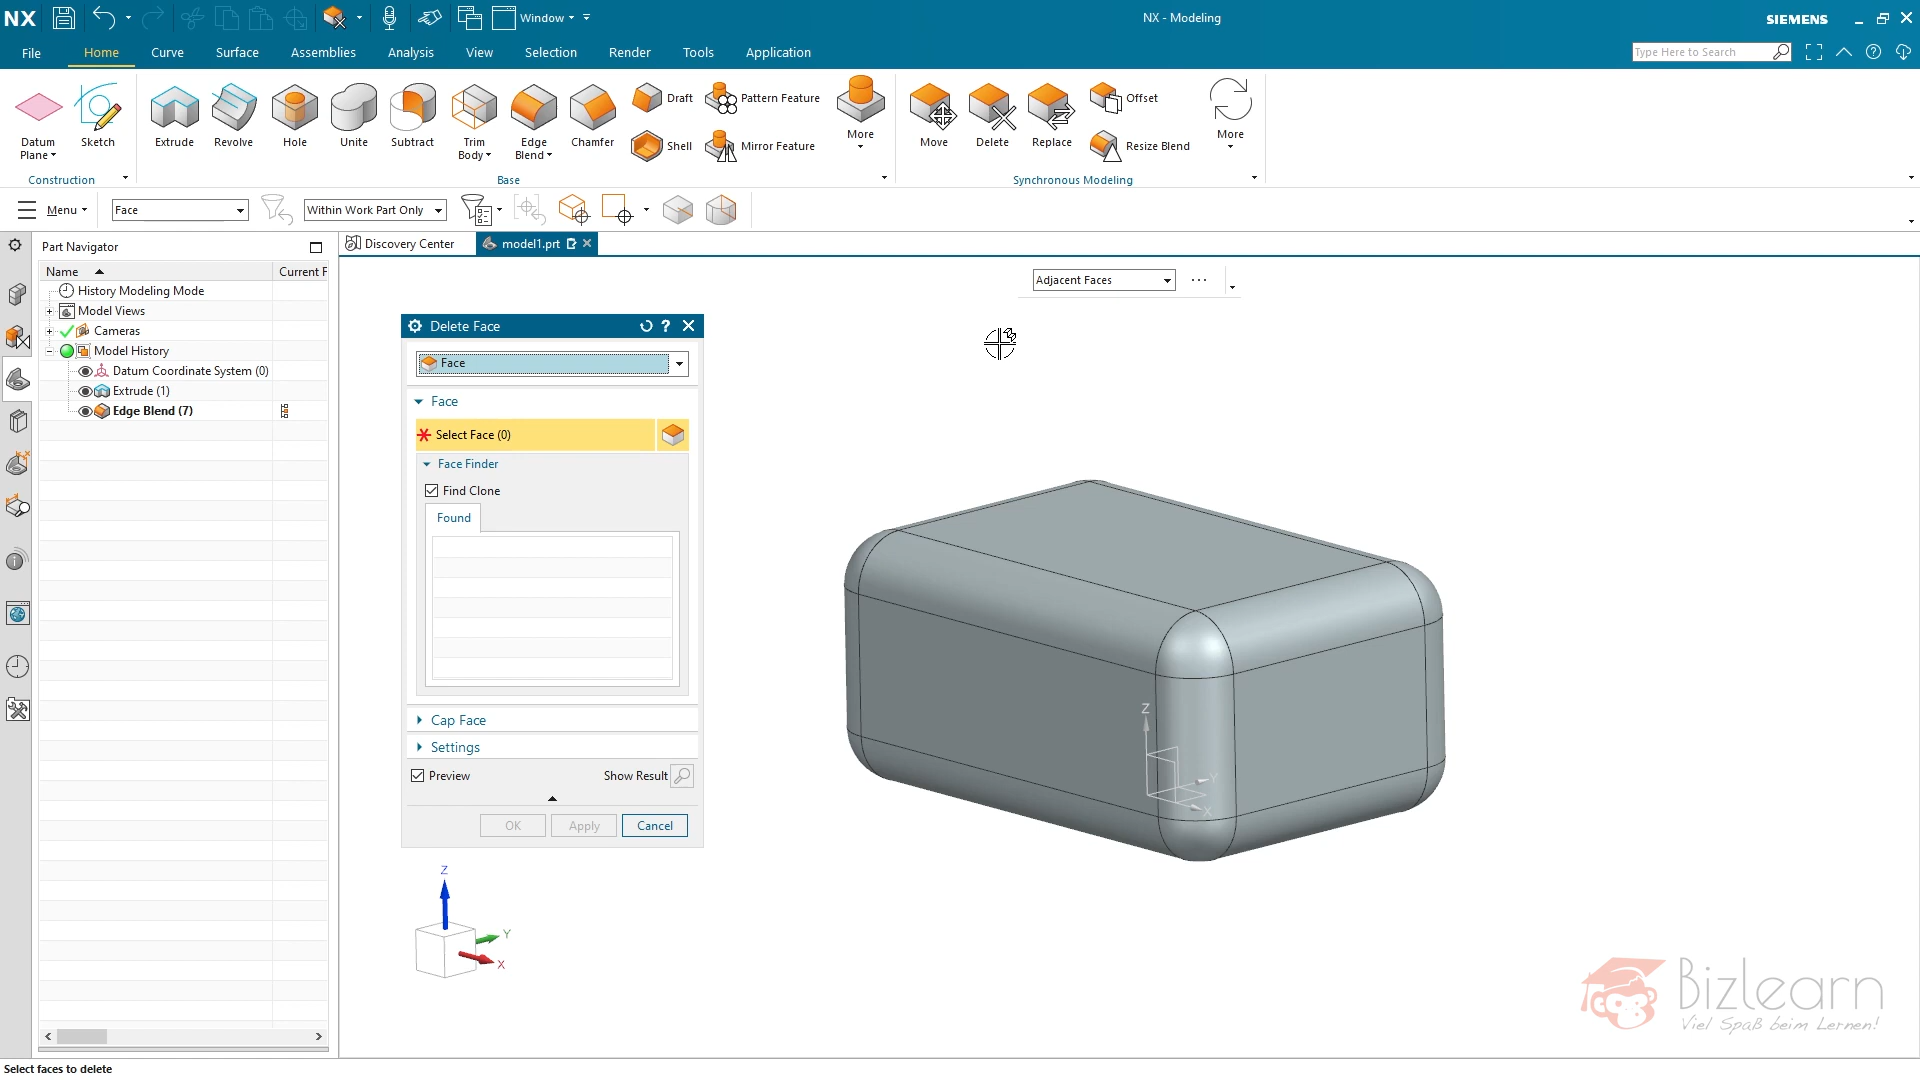 NX
Window
NX - Modeling
SIEMENS
File
Home
Curve
Surface
Assemblies
Analysis
View
Selection
Render
Tools
Application
Type Here to Search
Datum Plane
Sketch
Extrude
Revolve
Hole
Unite
Subtract
Trim Body
Edge Blend
Chamfer
Draft
Shell
Pattern Feature
Mirror Feature
More
Move
Delete
Replace
Offset
Resize Blend
More
Construction
Base
Synchronous Modeling
Menu
Face
Within Work Part Only
Part Navigator
Discovery Center
model1.prt
Name
Current F
History Modeling Mode
Model Views
Cameras
Model History
Datum Coordinate System (0)
Extrude (1)
Edge Blend (7)
Adjacent Faces
Delete Face
Face
Face
Select Face (0)
Face Finder
Find Clone
Found
Cap Face
Settings
Preview
Show Result
OK
Apply
Cancel
Z
Y
X
Z
Y
X
Bizlearn
Viel Spaß beim Lernen!
Select faces to delete